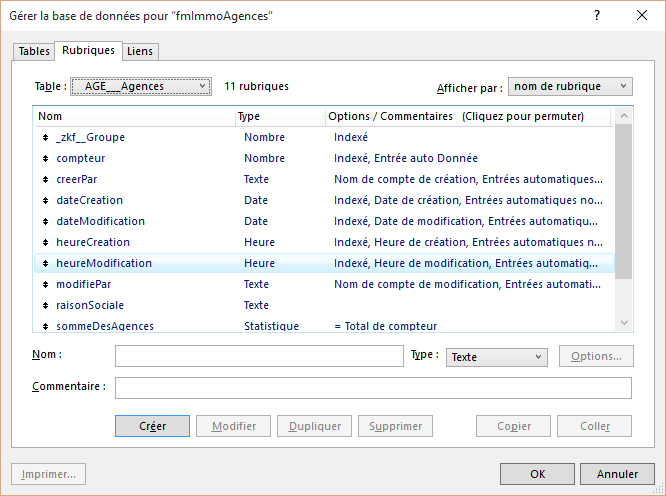 Gérer la base de données pour “fmImmoAgences”
Tables Rubriques Liens
Table : AGE___Agences 11 rubriques Afficher par : nom de rubrique
Nom Type Options / Commentaires (Cliquez pour permuter)
_zkf__Groupe Nombre Indexé
compteur Nombre Indexé, Entrée auto Donnée
creerPar Texte Nom de compte de création, Entrées automatiques...
dateCreation Date Indexé, Date de création, Entrées automatiques no...
dateModification Date Indexé, Date de modification, Entrées automatiqu...
heureCreation Heure Indexé, Heure de création, Entrées automatiques n...
heureModification Heure Indexé, Heure de modification, Entrées automatiq...
modifiePar Texte Nom de compte de modification, Entrées automati...
raisonSociale Texte
sommeDesAgences Statistique = Total de compteur
Nom : Type : Texte Options...
Commentaire :
Créer Modifier Dupliquer Supprimer Copier Coller
Imprimer... OK Annuler